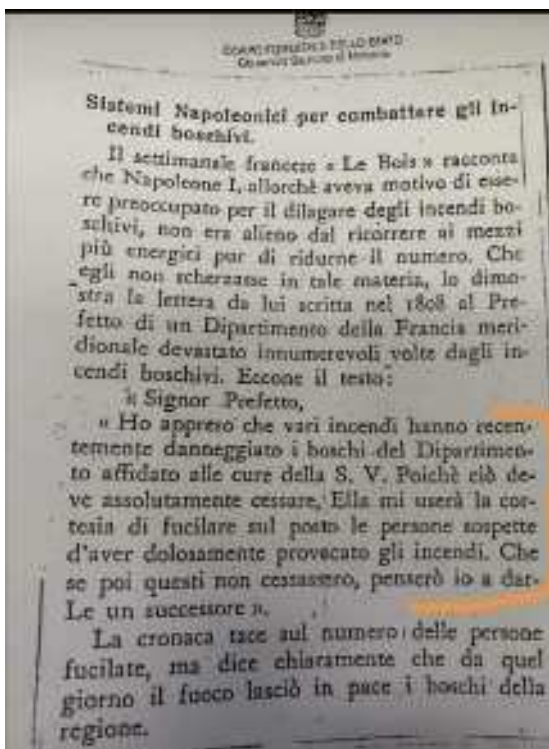 Sistemi Napoleonici per combattere gli in-
cendi boschivi.
Il settimanale francese « Le Bois » racconta
che Napoleone I, allorchè aveva motivo di esse-
re preoccupato per il dilagare degli incendi bo-
schivi, non era alieno dal ricorrere ai mezzi
più energici pur di ridurne il numero. Che
egli non scherzasse in tale materia, lo dimo-
stra la lettera da lui scritta nel 1808 al Pre-
fetto di un Dipartimento della Francia meri-
dionale devastato innumerevoli volte dagli in-
cendi boschivi. Eccone il testo:
« Signor Prefetto,
« Ho appreso che vari incendi hanno recen-
temente danneggiato i boschi del Dipartimen-
to affidato alle cure della S. V. Poichè ciò de-
ve assolutamente cessare, Ella mi userà la cor-
tesia di fucilare sul posto le persone sospette
d'aver dolosamente provocato gli incendi. Che
se poi questi non cessassero, penserò io a dar-
Le un successore ».
La cronaca tace sul numero delle persone
fucilate, ma dice chiaramente che da quel
giorno il fuoco lasciò in pace i boschi della
regione.